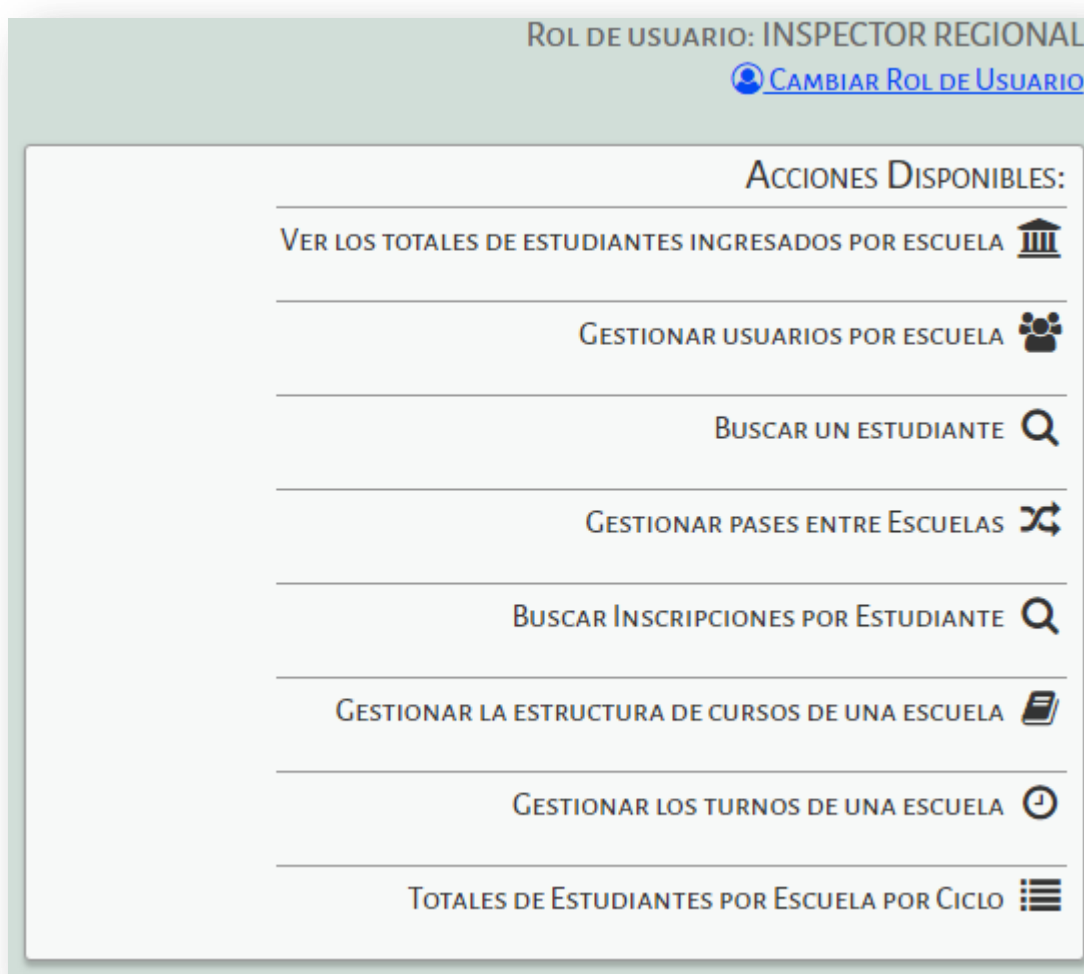 Rol de usuario: INSPECTOR REGIONAL
Cambiar Rol de Usuario
Acciones Disponibles:
Ver los totales de estudiantes ingresados por escuela
Gestionar usuarios por escuela
Buscar un estudiante
Gestionar pases entre Escuelas
Buscar Inscripciones por Estudiante
Gestionar la estructura de cursos de una escuela
Gestionar los turnos de una escuela
Totales de Estudiantes por Escuela por Ciclo